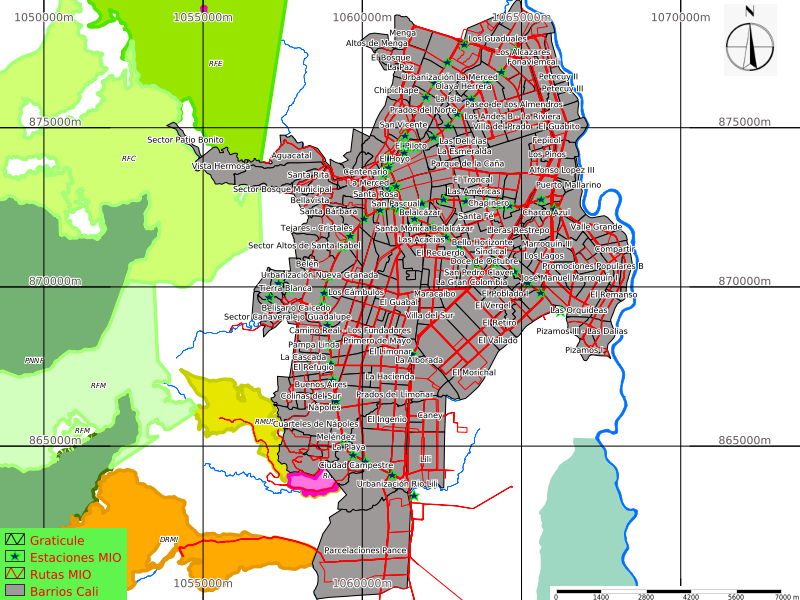 1050000m
1055000m
1060000m
1065000m
1070000m
N
Menga
Los Guaduales
Altos de Menga
Los Alcázares
El Bosque
Fonaviemcali
RFE
La Paz
Urbanización La Merced
Petecuy II
Chipichape
Olaya Herrera
Petecuy III
La Isla
Paseo de Los Almendros
Prados del Norte
Los Andes B - La Riviera
875000m
San Vicente
Villa de Prado - El Guabito
875000m
Sector Patio Bonito
El Piloto
Las Delicias
Fepicol
La Esmeralda
RFC
Aguacatal
El Hoyo
Los Pinos
Vista Hermosa
Parque de la Caña
Santa Rita
Centenario
Alfonso Lopez III
La Merced
El Troncal
Sector Bosque Municipal
Santa Rosa
Las Américas
Puerto Mallarino
Bellavista
San Pascual
Chapinero
Santa Bárbara
Belalcázar
Santa Fé
Charco Azul
Tejares - Cristales
Santa Mónica Belalcázar
Lleras Restrepo
Valle Grande
Las Acacias
Bello Horizonte
Marroquin III
Sector Altos de Santa Isabel
El Recuerdo
Sindical
Los Lagos
Compartir
Belén
Doce de Octubre
Promociones Populares B
Urbanización Nueva Granada
San Pedro Claver
José Manuel Marroquin I
870000m
La Gran Colombia
870000m
Tierra Blanca
Los Cámbulos
Maracaibo
El Poblado II
El Remanso
Belisario Caicedo
El Guabal
El Vergel
Sector Cañaveralejo Guadalupe
Villa del Sur
Las Orquideas
El Retiro
Camino Real - Los Fundadores
Pizamos III - Las Dalias
Pampa Linda
Primero de Mayo
El Vallado
La Cascada
El Limonar
Pizamos I
PNNF
El Refugio
La Alborada
Buenos Aires
La Hacienda
El Morichal
RFM
Colinas del Sur
Prados del Limonar
Nápoles
El Ingenio
Caney
RFM
Cuarteles de Nápoles
865000m
Meléndez
865000m
La Playa
Ciudad Campestre
Lili
Urbanización Río Lili
DRMI
Parcelaciones Pance
Graticule
Estaciones MIO
Rutas MIO
Barrios Cali
1055000m
1060000m
0 1400 2800 4200 5600 7000 m